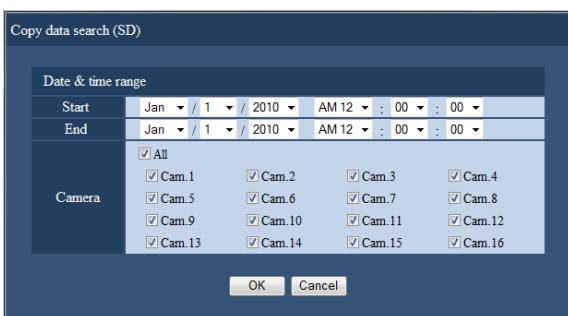 Copy data search (SD)
Date & time range
Start Jan / 1 / 2010 AM 12 : 00 : 00
End Jan / 1 / 2010 AM 12 : 00 : 00
All
Cam.1 Cam.2 Cam.3 Cam.4
Camera Cam.5 Cam.6 Cam.7 Cam.8
Cam.9 Cam.10 Cam.11 Cam.12
Cam.13 Cam.14 Cam.15 Cam.16
OK Cancel